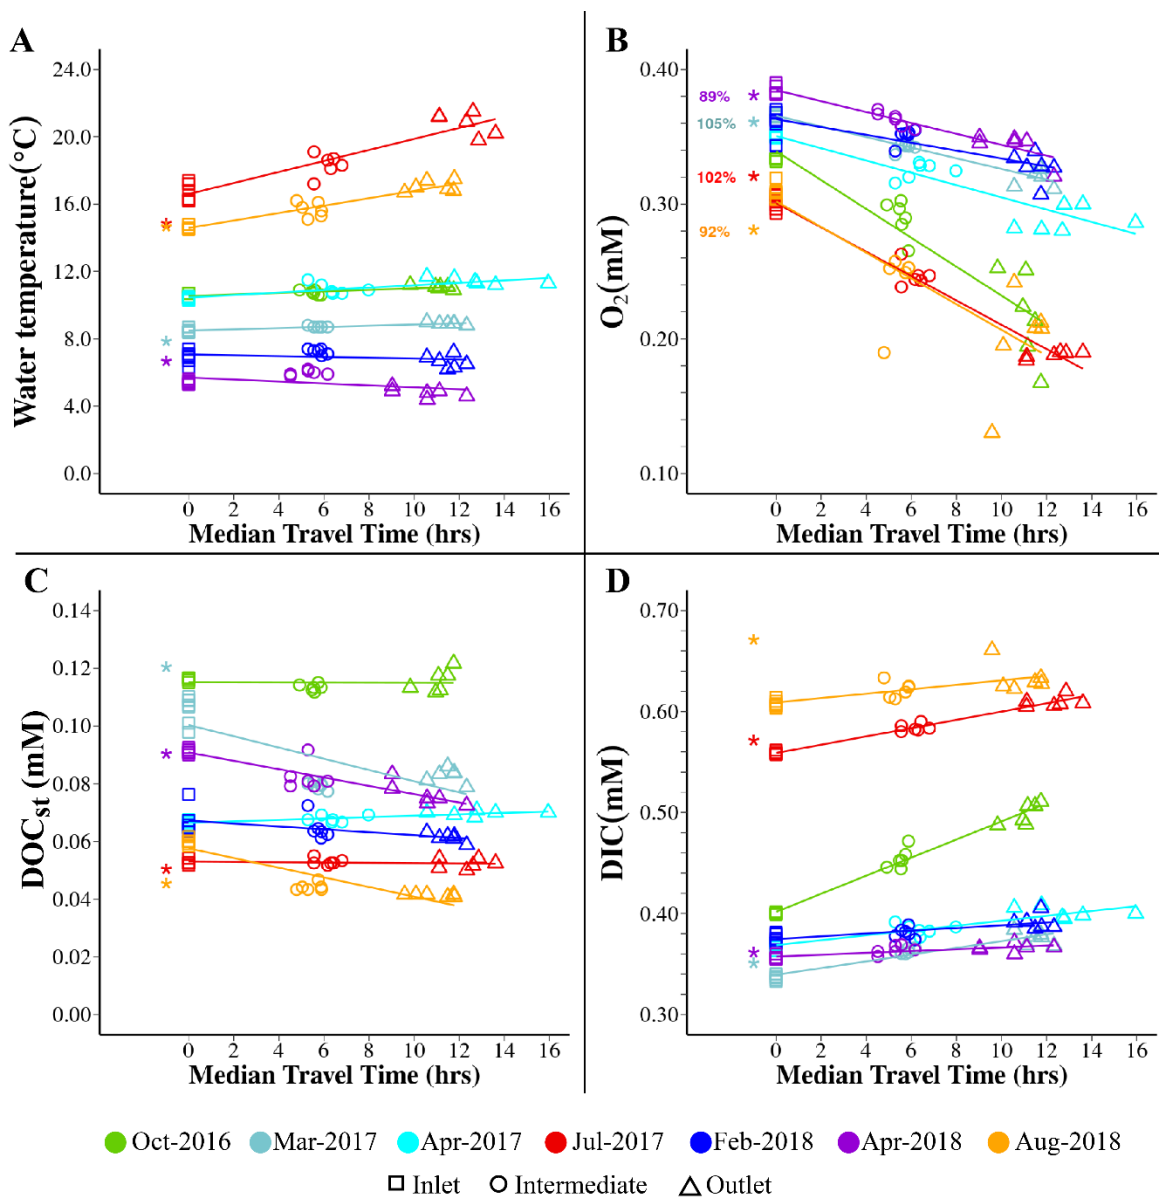 A
B
Water temperature(°C)
24.0
20.0
16.0
12.0
8.0
4.0
0.0
*
*
*
*
0 2 4 6 8 10 12 14 16
Median Travel Time (hrs)
O₂(mM)
0.40
0.30
0.20
0.10
89% *
105% *
102% *
92% *
0 2 4 6 8 10 12 14 16
Median Travel Time (hrs)
C
D
DOCst (mM)
0.14
0.12
0.10
0.08
0.06
0.04
0.02
0.00
*
*
*
*
0 2 4 6 8 10 12 14 16
Median Travel Time (hrs)
DIC(mM)
0.70
0.60
0.50
0.40
0.30
*
*
*
*
0 2 4 6 8 10 12 14 16
Median Travel Time (hrs)
Oct-2016 Mar-2017 Apr-2017 Jul-2017 Feb-2018 Apr-2018 Aug-2018
Inlet Intermediate Outlet